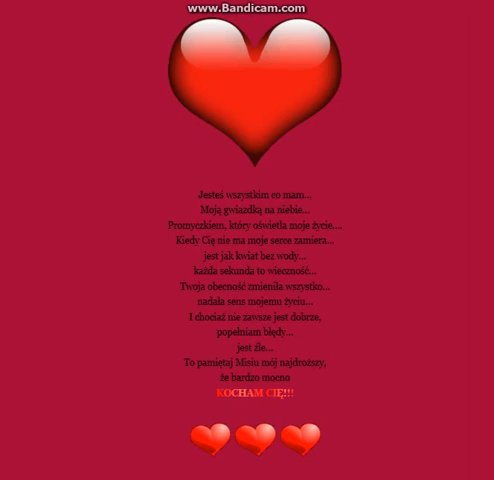 www.Bandicam.com
Jesteś wszystkim co mam...
Moją gwiazdką na niebie...
Promyczkiem, który oświetla moje życie....
Kiedy Cię nie ma moje serce zamiera...
jest jak kwiat bez wody...
każda sekunda to wieczność...
Twoja obecność zmieniła wszystko...
nadała sens mojemu życiu...
I chociaż nie zawsze jest dobrze,
popełniam błędy...
jest źle...
To pamiętaj Misiu mój najdroższy,
że bardzo mocno
KOCHAM CIĘ!!!